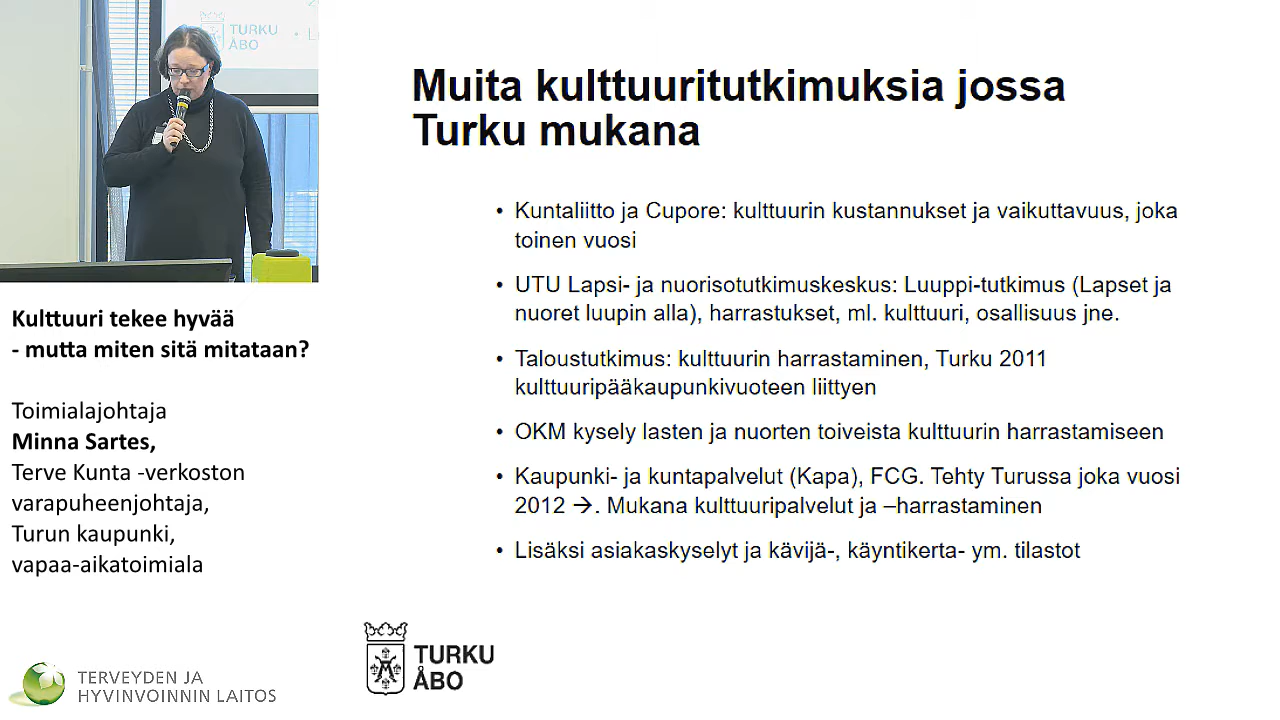 TURKU
ÅBO
Kulttuuri tekee hyvää
- mutta miten sitä mitataan?
Toimialajohtaja
Minna Sartes,
Terve Kunta -verkoston
varapuheenjohtaja,
Turun kaupunki,
vapaa-aikatoimiala
TERVEYDEN JA
HYVINVOINNIN LAITOS
Muita kulttuuritutkimuksia jossa
Turku mukana
• Kuntaliitto ja Cupore: kulttuurin kustannukset ja vaikuttavuus, joka
toinen vuosi
• UTU Lapsi- ja nuorisotutkimuskeskus: Luuppi-tutkimus (Lapset ja
nuoret luupin alla), harrastukset, ml. kulttuuri, osallisuus jne.
• Taloustutkimus: kulttuurin harrastaminen, Turku 2011
kulttuuripääkaupunkivuoteen liittyen
• OKM kysely lasten ja nuorten toiveista kulttuurin harrastamiseen
• Kaupunki- ja kuntapalvelut (Kapa), FCG. Tehty Turussa joka vuosi
2012 →. Mukana kulttuuripalvelut ja –harrastaminen
• Lisäksi asiakaskyselyt ja kävijä-, käyntikerta- ym. tilastot
TURKU
ÅBO